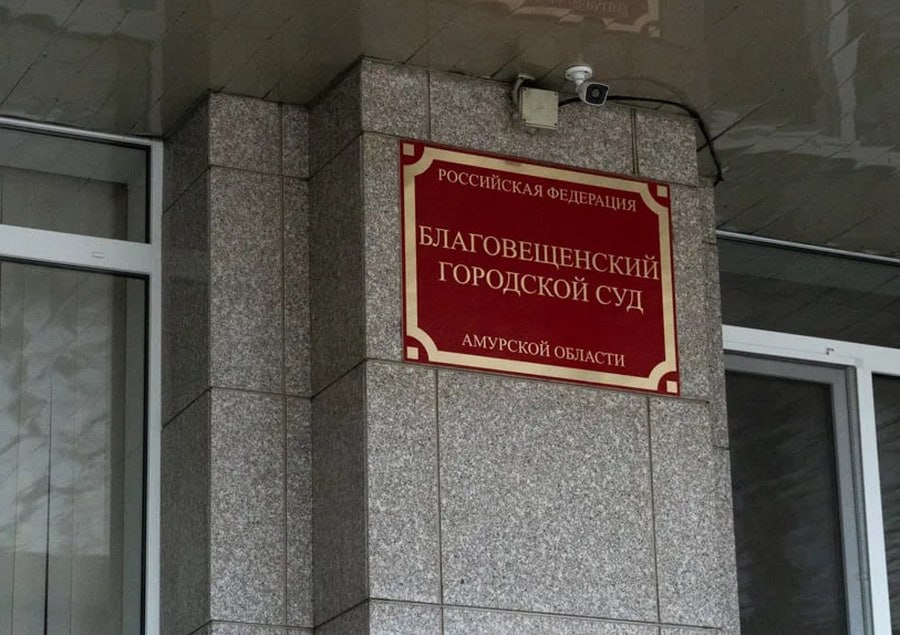 РОССИЙСКАЯ ФЕДЕРАЦИЯ
БЛАГОВЕЩЕНСКИЙ
ГОРОДСКОЙ СУД
АМУРСКОЙ ОБЛАСТИ